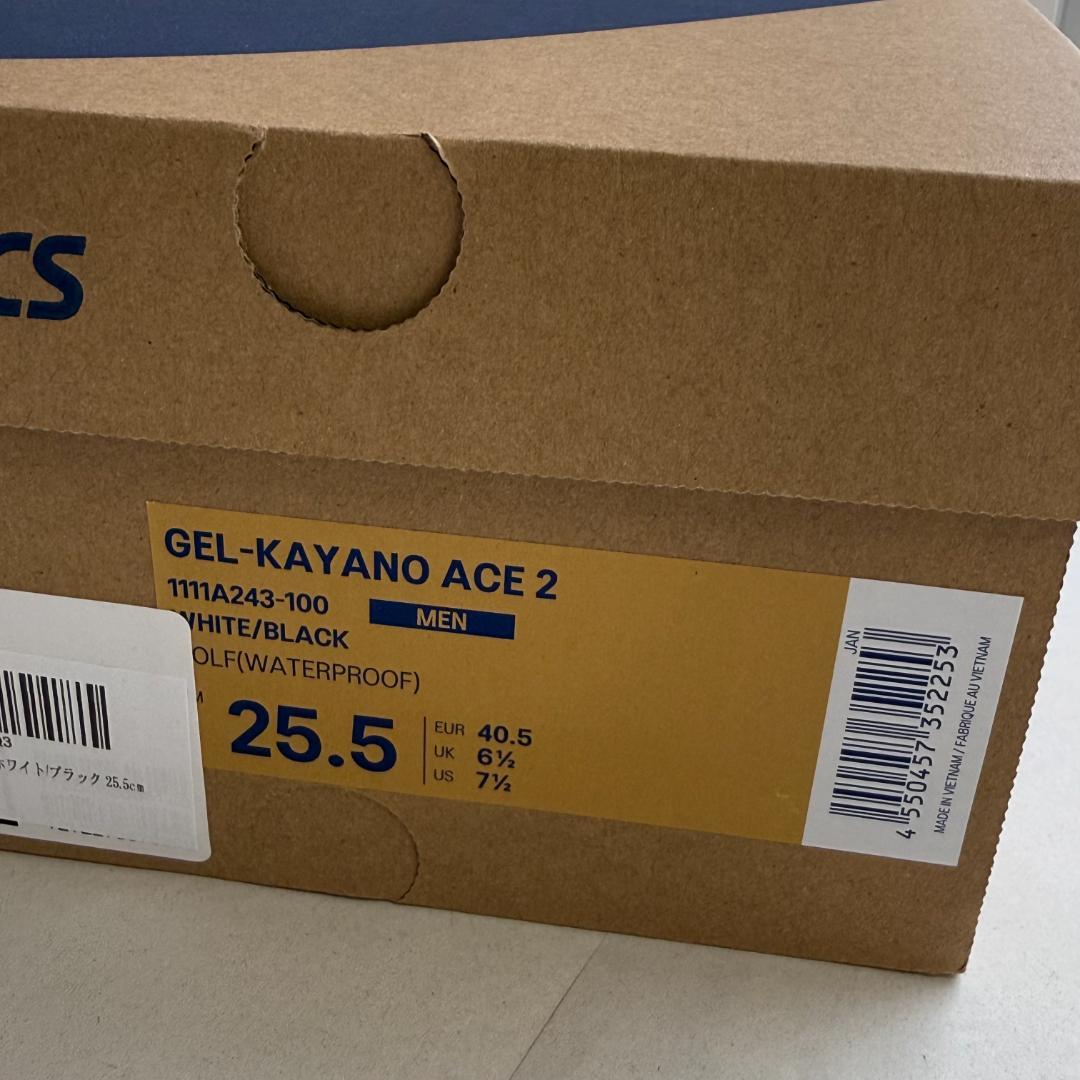 CS
GEL-KAYANO ACE 2
1111A243-100
MEN
WHITE/BLACK
OLF(WATERPROOF)
25.5
EUR 40.5
UK 6½
US 7½
JAN
4 550457 352253
MADE IN VIETNAM / FABRIQUE AU VIETNAM
ホワイト/ブラック 25.5cm